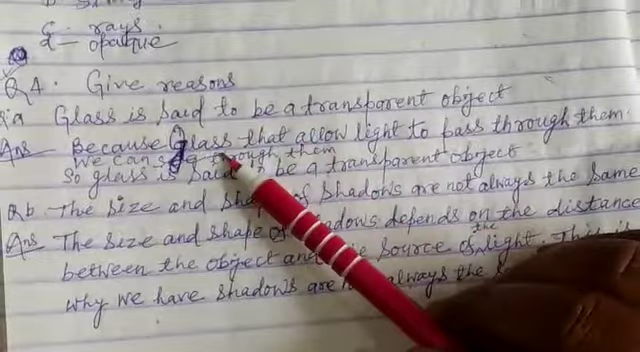 c. rays.
d - opaque
Q4. Give reasons
Q.a Glass is said to be a transparent object
Ans Because glass that allow light to pass through them.
We can see through them
So glass is said to be a transparent object
Qb. The size and shape of shadows are not always the same
Ans The size and shape of shadows depends on the distance
between the object and the source of the light. This is
why we have shadows are not always the